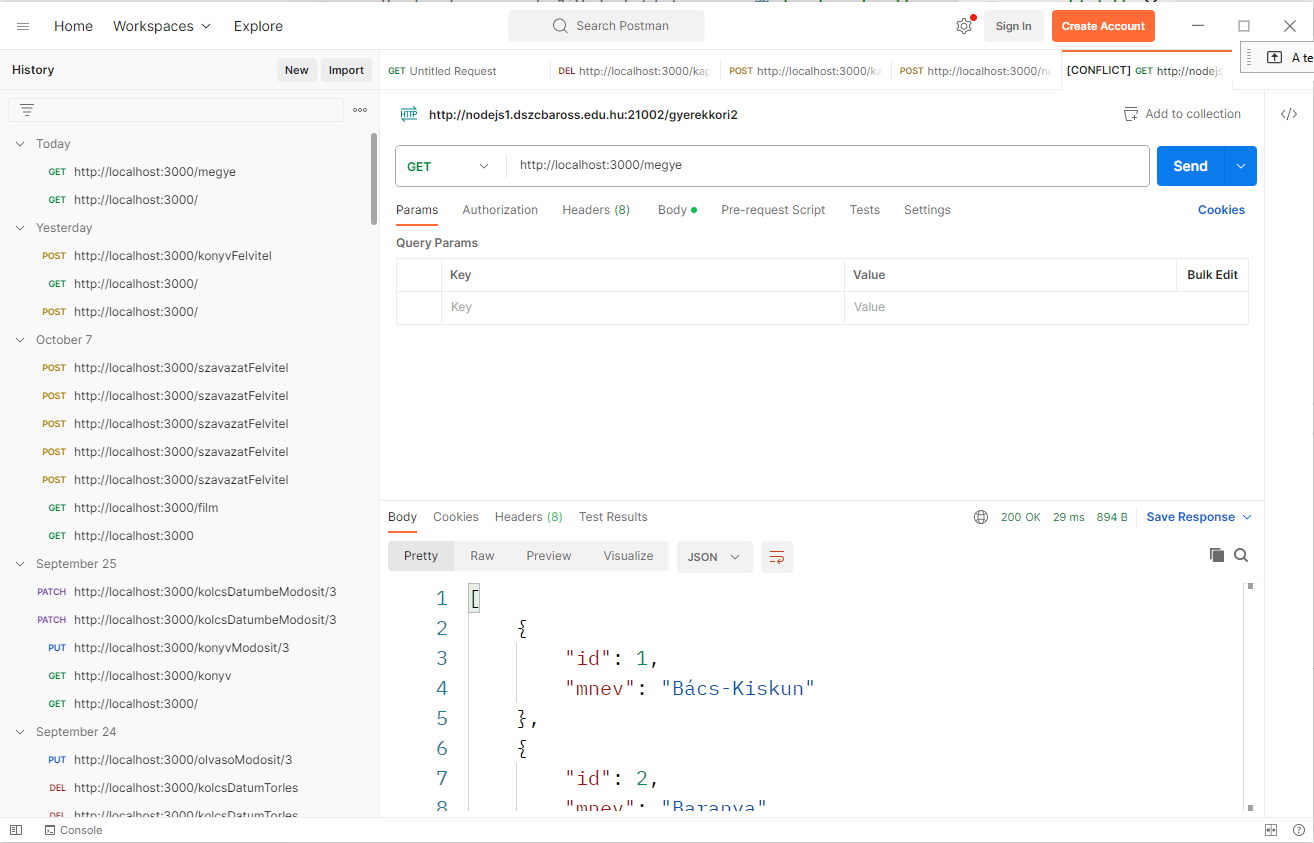 Home Workspaces Explore Search Postman Sign In Create Account
History New Import GET Untitled Request DEL http://localhost:3000/kap POST http://localhost:3000/ka POST http://localhost:3000/n [CONFLICT] GET http://nodejs A te
HTTP http://nodejs1.dszcbaross.edu.hu:21002/gyerekkori2 Add to collection </>
GET http://localhost:3000/megye Send
Params Authorization Headers (8) Body Pre-request Script Tests Settings Cookies
Query Params
Key Value Bulk Edit
Key Value
Today
GET http://localhost:3000/megye
GET http://localhost:3000/
Yesterday
POST http://localhost:3000/konyvFelvitel
GET http://localhost:3000/
POST http://localhost:3000/
October 7
POST http://localhost:3000/szavazatFelvitel
POST http://localhost:3000/szavazatFelvitel
POST http://localhost:3000/szavazatFelvitel
POST http://localhost:3000/szavazatFelvitel
POST http://localhost:3000/szavazatFelvitel
GET http://localhost:3000/film
GET http://localhost:3000
September 25
PATCH http://localhost:3000/kolcsDatumbeModosit/3
PATCH http://localhost:3000/kolcsDatumbeModosit/3
PUT http://localhost:3000/konyvModosit/3
GET http://localhost:3000/konyv
GET http://localhost:3000/
September 24
PUT http://localhost:3000/olvasoModosit/3
DEL http://localhost:3000/kolcsDatumTorles
DEL http://localhost:3000/kolcsDatumTorles
Body Cookies Headers (8) Test Results 200 OK 29 ms 894 B Save Response
Pretty Raw Preview Visualize JSON
1 [
2 {
3 "id": 1,
4 "mnev": "Bács-Kiskun"
5 },
6 {
7 "id": 2,
8 "mnev": "Baranya"
Console